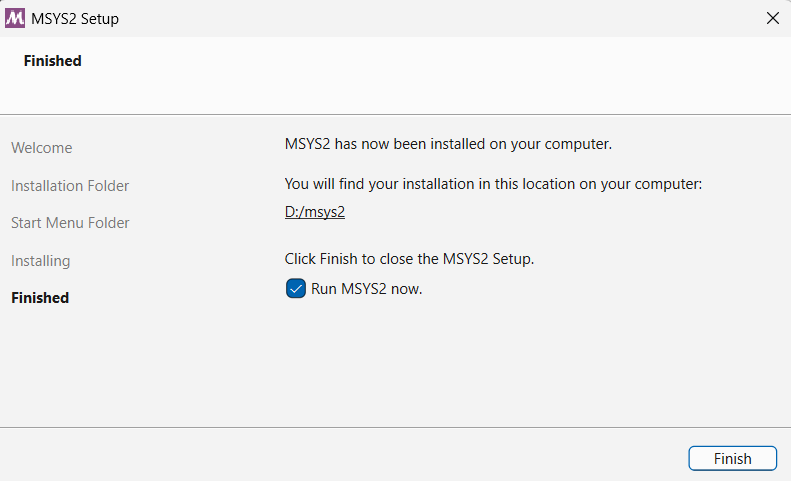 MSYS2 Setup
Finished
Welcome
Installation Folder
Start Menu Folder
Installing
Finished
MSYS2 has now been installed on your computer.
You will find your installation in this location on your computer:
D:/msys2
Click Finish to close the MSYS2 Setup.
Run MSYS2 now.
Finish